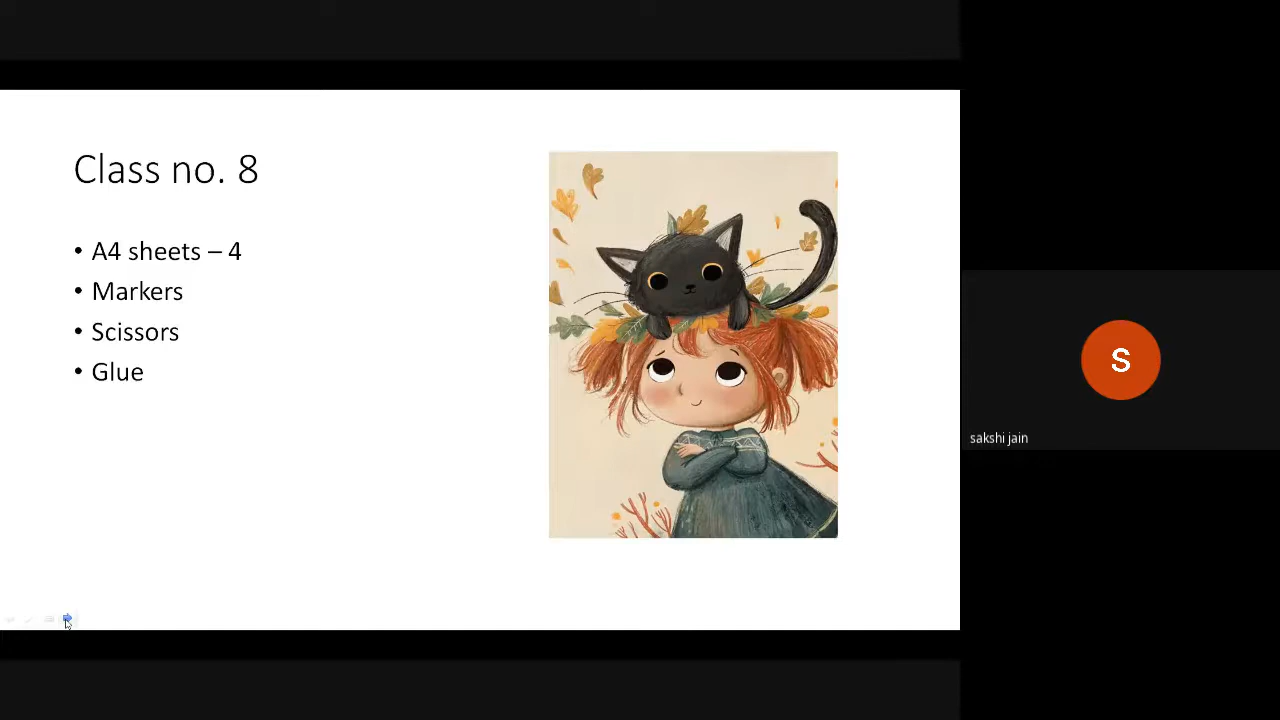 Class no. 8
• A4 sheets – 4
• Markers
• Scissors
• Glue
S
sakshi jain